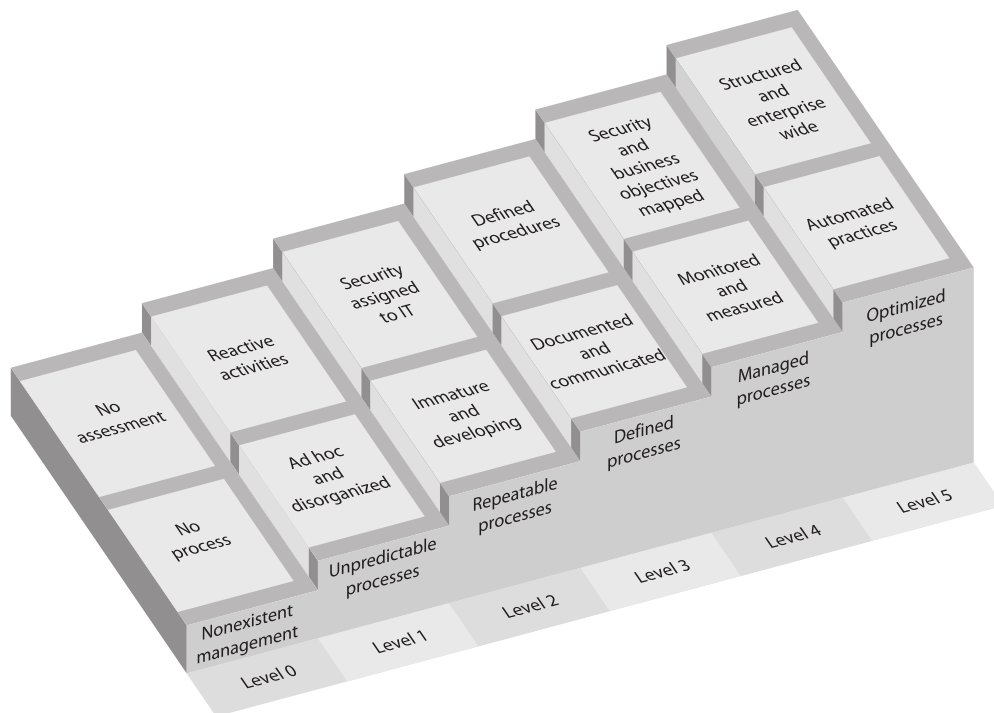 No
assessment
No
process
Nonexistent
management
Level 0
Reactive
activities
Ad hoc
and
disorganized
Unpredictable
processes
Level 1
Security
assigned
to IT
Immature
and
developing
Repeatable
processes
Level 2
Defined
procedures
Documented
and
communicated
Defined
processes
Level 3
Security
and
business
objectives
mapped
Monitored
and
measured
Managed
processes
Level 4
Structured
and
enterprise
wide
Automated
practices
Optimized
processes
Level 5